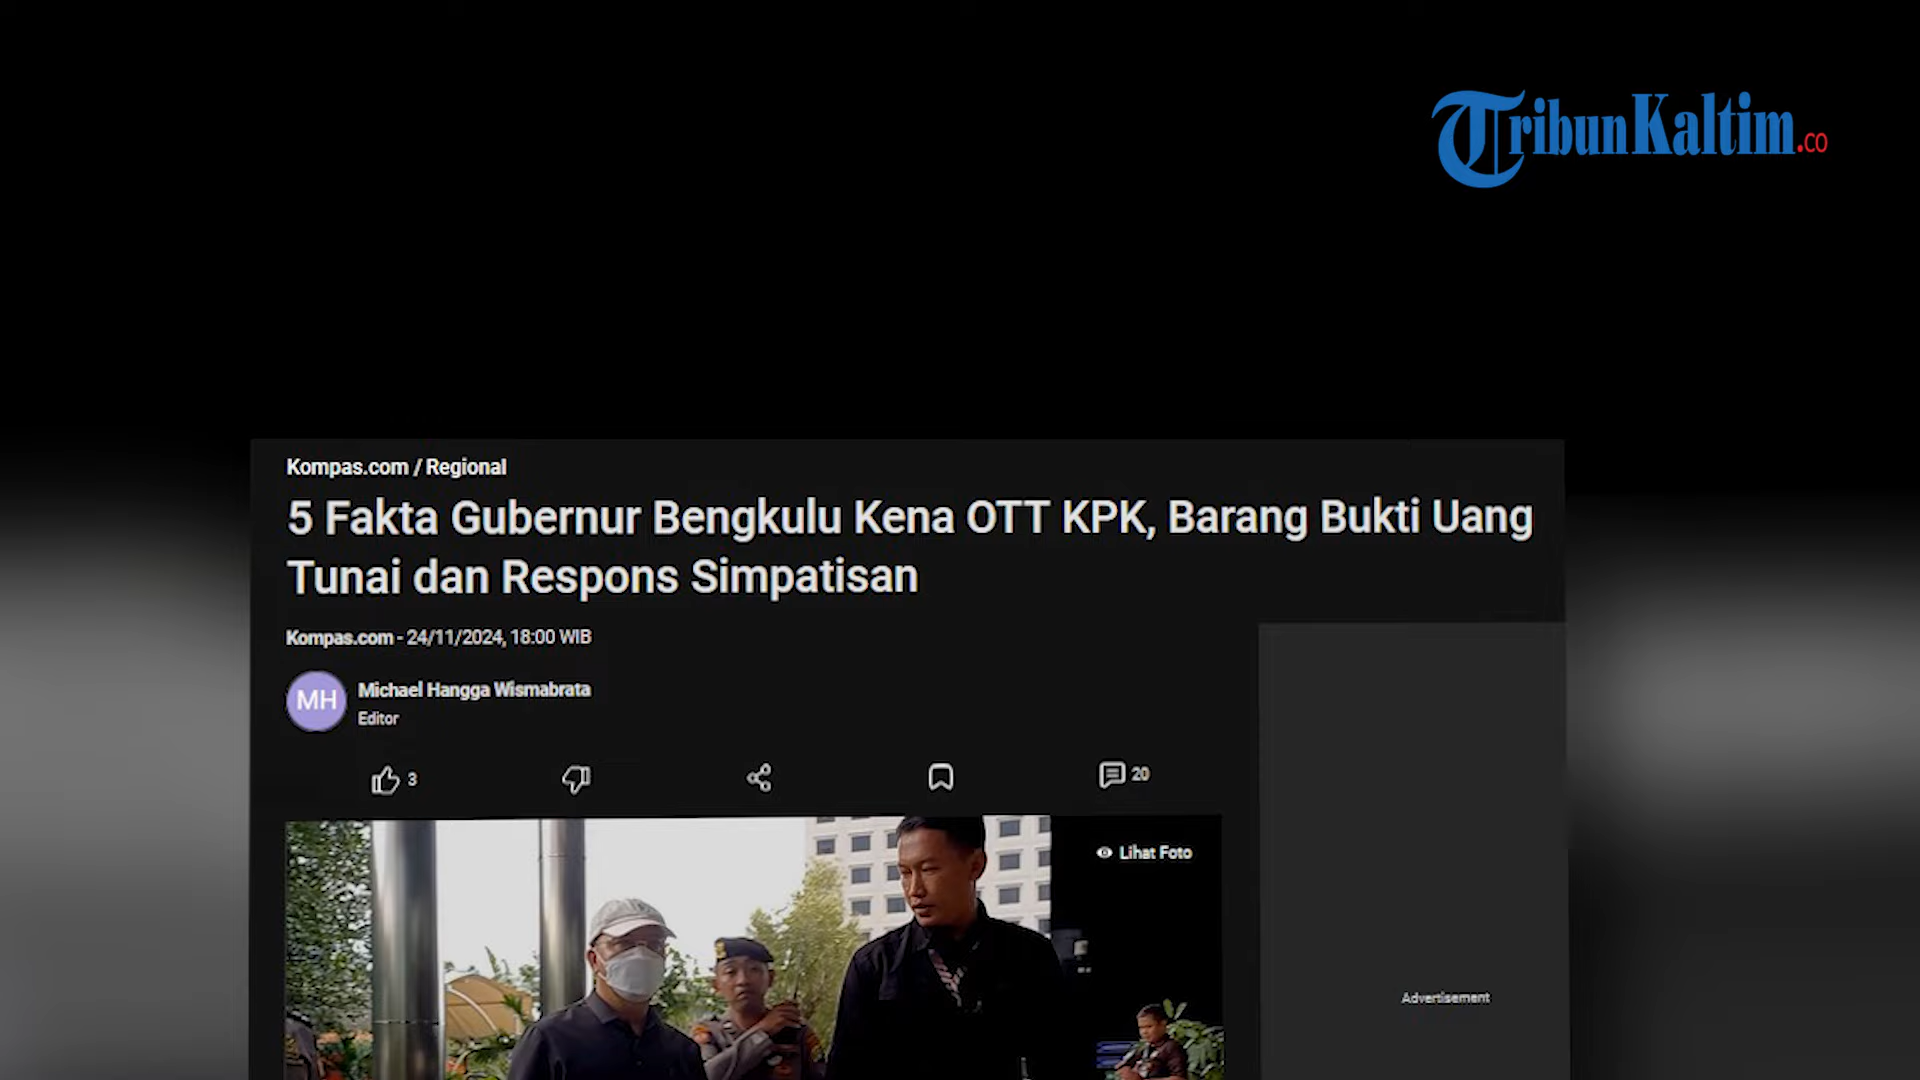 TribunKaltim.co
Kompas.com / Regional
5 Fakta Gubernur Bengkulu Kena OTT KPK, Barang Bukti Uang
Tunai dan Respons Simpatisan
Kompas.com - 24/11/2024, 18:00 WIB
MH
Michael Hangga Wismabrata
Editor
3
20
Lihat Foto
Advertisement